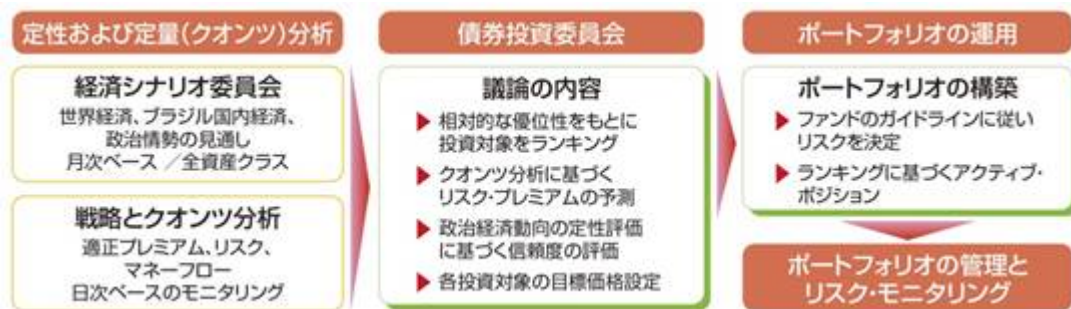 定性および定量(クオンツ)分析
経済シナリオ委員会
世界経済、ブラジル国内経済、
政治情勢の見通し
月次ベース ／全資産クラス
戦略とクオンツ分析
適正プレミアム、リスク、
マネーフロー
日次ベースのモニタリング
債券投資委員会
議論の内容
▶ 相対的な優位性をもとに
投資対象をランキング
▶ クオンツ分析に基づく
リスク・プレミアムの予測
▶ 政治経済動向の定性評価
に基づく信頼度の評価
▶ 各投資対象の目標価格設定
ポートフォリオの運用
ポートフォリオの構築
▶ ファンドのガイドラインに従い
リスクを決定
▶ ランキングに基づくアクティブ・
ポジション
ポートフォリオの管理と
リスク・モニタリング